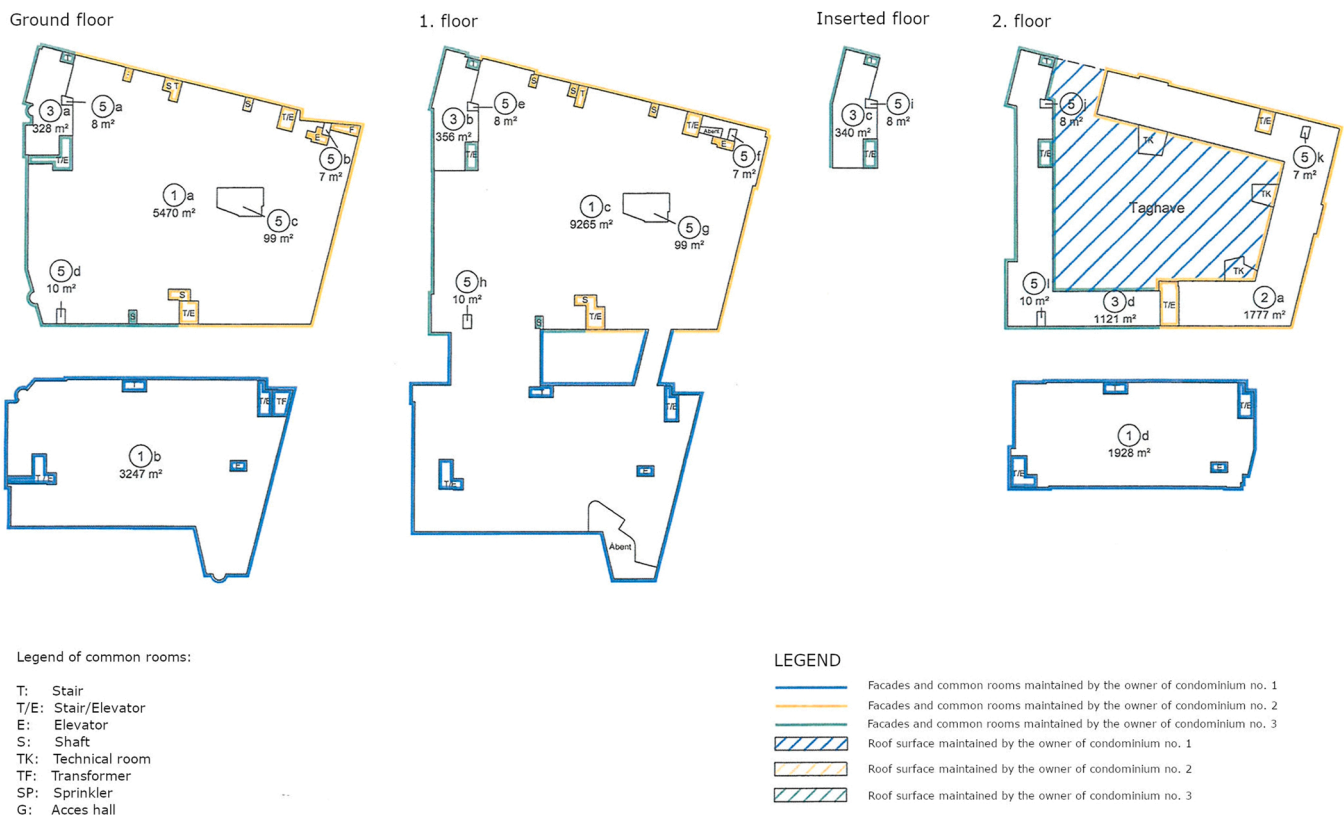 Ground floor
T
S T
S
T/E
F
E
3 a
328 m²
5 a
8 m²
T/E
5 b
7 m²
1 a
5470 m²
5 c
99 m²
5 d
10 m²
S
S
T/E
T
T/E
TF
1 b
3247 m²
T/E
E
1. floor
T
S
S T
S
T/E
Abent
E
3 b
356 m²
5 e
8 m²
T/E
5 f
7 m²
1 c
9265 m²
5 g
99 m²
5 h
10 m²
S
S
T/E
T
T/E
T/E
E
Abent
Inserted floor
T
3 c
340 m²
5 i
8 m²
T/E
2. floor
T
5 j
8 m²
T/E
TK
T/E
5 k
7 m²
TK
Taghave
TK
5 l
10 m²
3 d
1121 m²
T/E
2 a
1777 m²
T
T/E
1 d
1928 m²
T/E
E
Legend of common rooms:
T: Stair
T/E: Stair/Elevator
E: Elevator
S: Shaft
TK: Technical room
TF: Transformer
SP: Sprinkler
G: Acces hall
LEGEND
Facades and common rooms maintained by the owner of condominium no. 1
Facades and common rooms maintained by the owner of condominium no. 2
Facades and common rooms maintained by the owner of condominium no. 3
Roof surface maintained by the owner of condominium no. 1
Roof surface maintained by the owner of condominium no. 2
Roof surface maintained by the owner of condominium no. 3